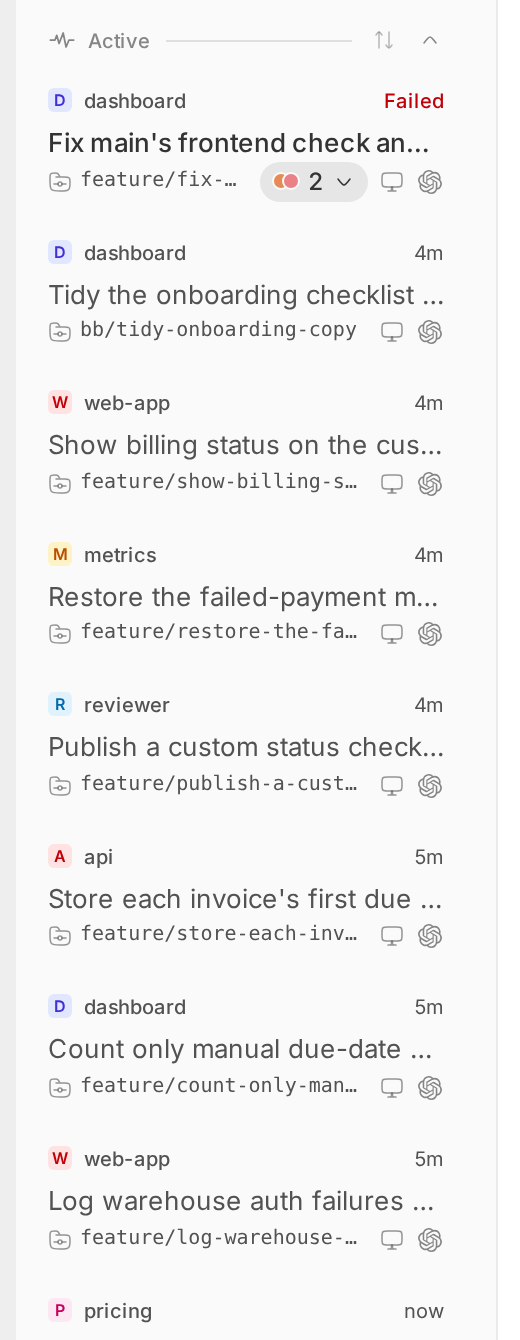 Active
D dashboard Failed
Fix main's frontend check an...
feature/fix-… 2
D dashboard 4m
Tidy the onboarding checklist ...
bb/tidy-onboarding-copy
W web-app 4m
Show billing status on the cus...
feature/show-billing-s…
M metrics 4m
Restore the failed-payment m...
feature/restore-the-fa…
R reviewer 4m
Publish a custom status check...
feature/publish-a-cust…
A api 5m
Store each invoice's first due ...
feature/store-each-inv…
D dashboard 5m
Count only manual due-date ...
feature/count-only-man…
W web-app 5m
Log warehouse auth failures ...
feature/log-warehouse-…
P pricing now